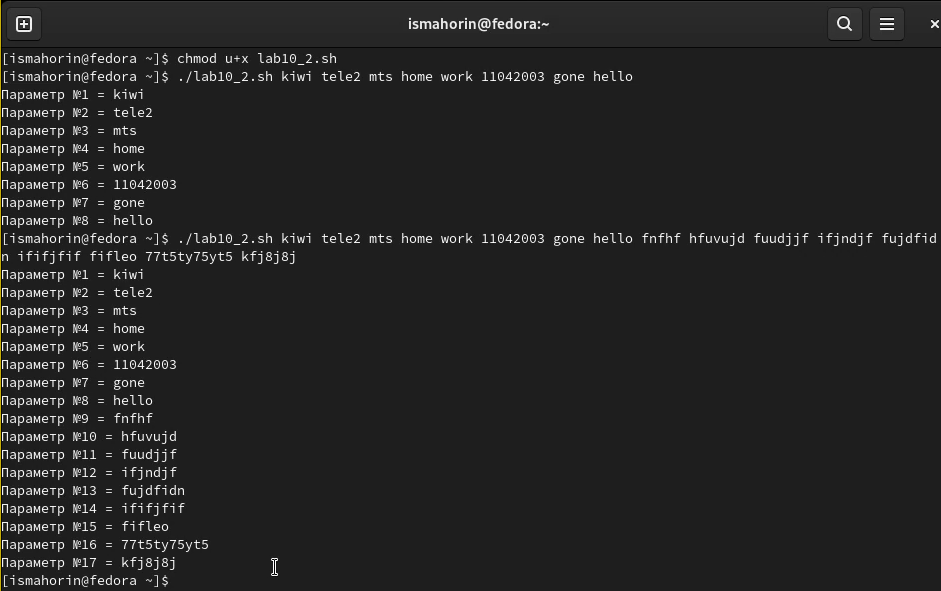 ismahorin@fedora:~
[ismahorin@fedora ~]$ chmod u+x lab10_2.sh
[ismahorin@fedora ~]$ ./lab10_2.sh kiwi tele2 mts home work 11042003 gone hello
Параметр №1 = kiwi
Параметр №2 = tele2
Параметр №3 = mts
Параметр №4 = home
Параметр №5 = work
Параметр №6 = 11042003
Параметр №7 = gone
Параметр №8 = hello
[ismahorin@fedora ~]$ ./lab10_2.sh kiwi tele2 mts home work 11042003 gone hello fnfhf hfuvujd fuudjjf ifjndjf fujdfid
n ififjfif fifleo 77t5ty75yt5 kfj8j8j
Параметр №1 = kiwi
Параметр №2 = tele2
Параметр №3 = mts
Параметр №4 = home
Параметр №5 = work
Параметр №6 = 11042003
Параметр №7 = gone
Параметр №8 = hello
Параметр №9 = fnfhf
Параметр №10 = hfuvujd
Параметр №11 = fuudjjf
Параметр №12 = ifjndjf
Параметр №13 = fujdfidn
Параметр №14 = ififjfif
Параметр №15 = fifleo
Параметр №16 = 77t5ty75yt5
Параметр №17 = kfj8j8j
[ismahorin@fedora ~]$